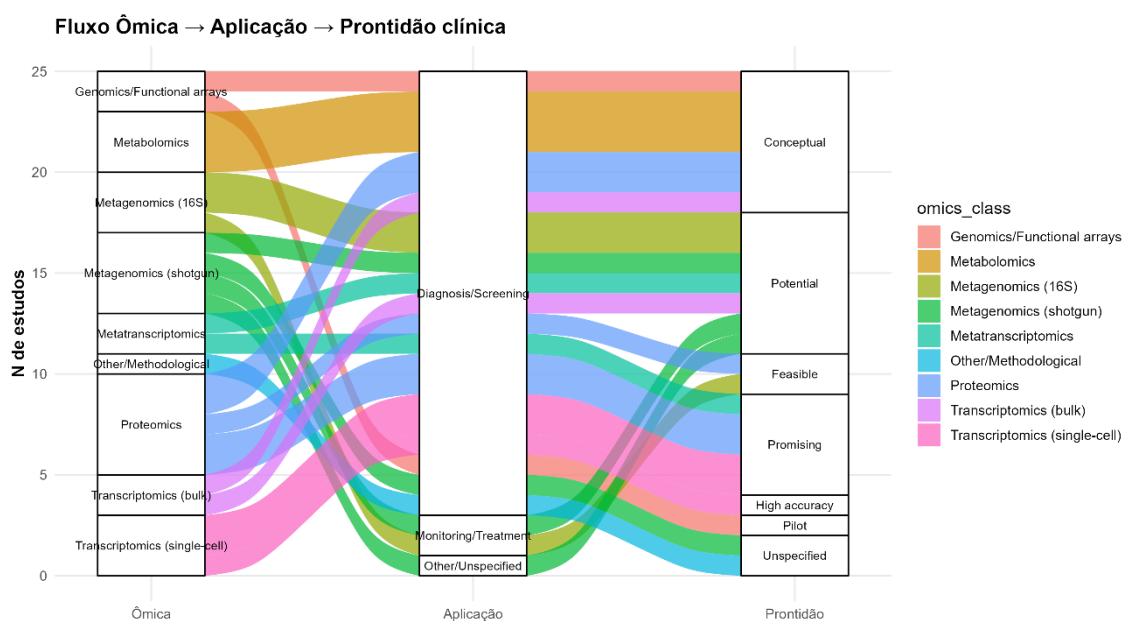 Fluxo Ômica → Aplicação → Prontidão clínica
N de estudos
25
20
15
10
5
0
Genomics/Functional arrays
Metabolomics
Metagenomics (16S)
Metagenomics (shotgun)
Metatranscriptomics
Other/Methodological
Proteomics
Transcriptomics (bulk)
Transcriptomics (single-cell)
Diagnosis/Screening
Monitoring/Treatment
Other/Unspecified
Conceptual
Potential
Feasible
Promising
High accuracy
Pilot
Unspecified
Ômica
Aplicação
Prontidão
omics_class
Genomics/Functional arrays
Metabolomics
Metagenomics (16S)
Metagenomics (shotgun)
Metatranscriptomics
Other/Methodological
Proteomics
Transcriptomics (bulk)
Transcriptomics (single-cell)